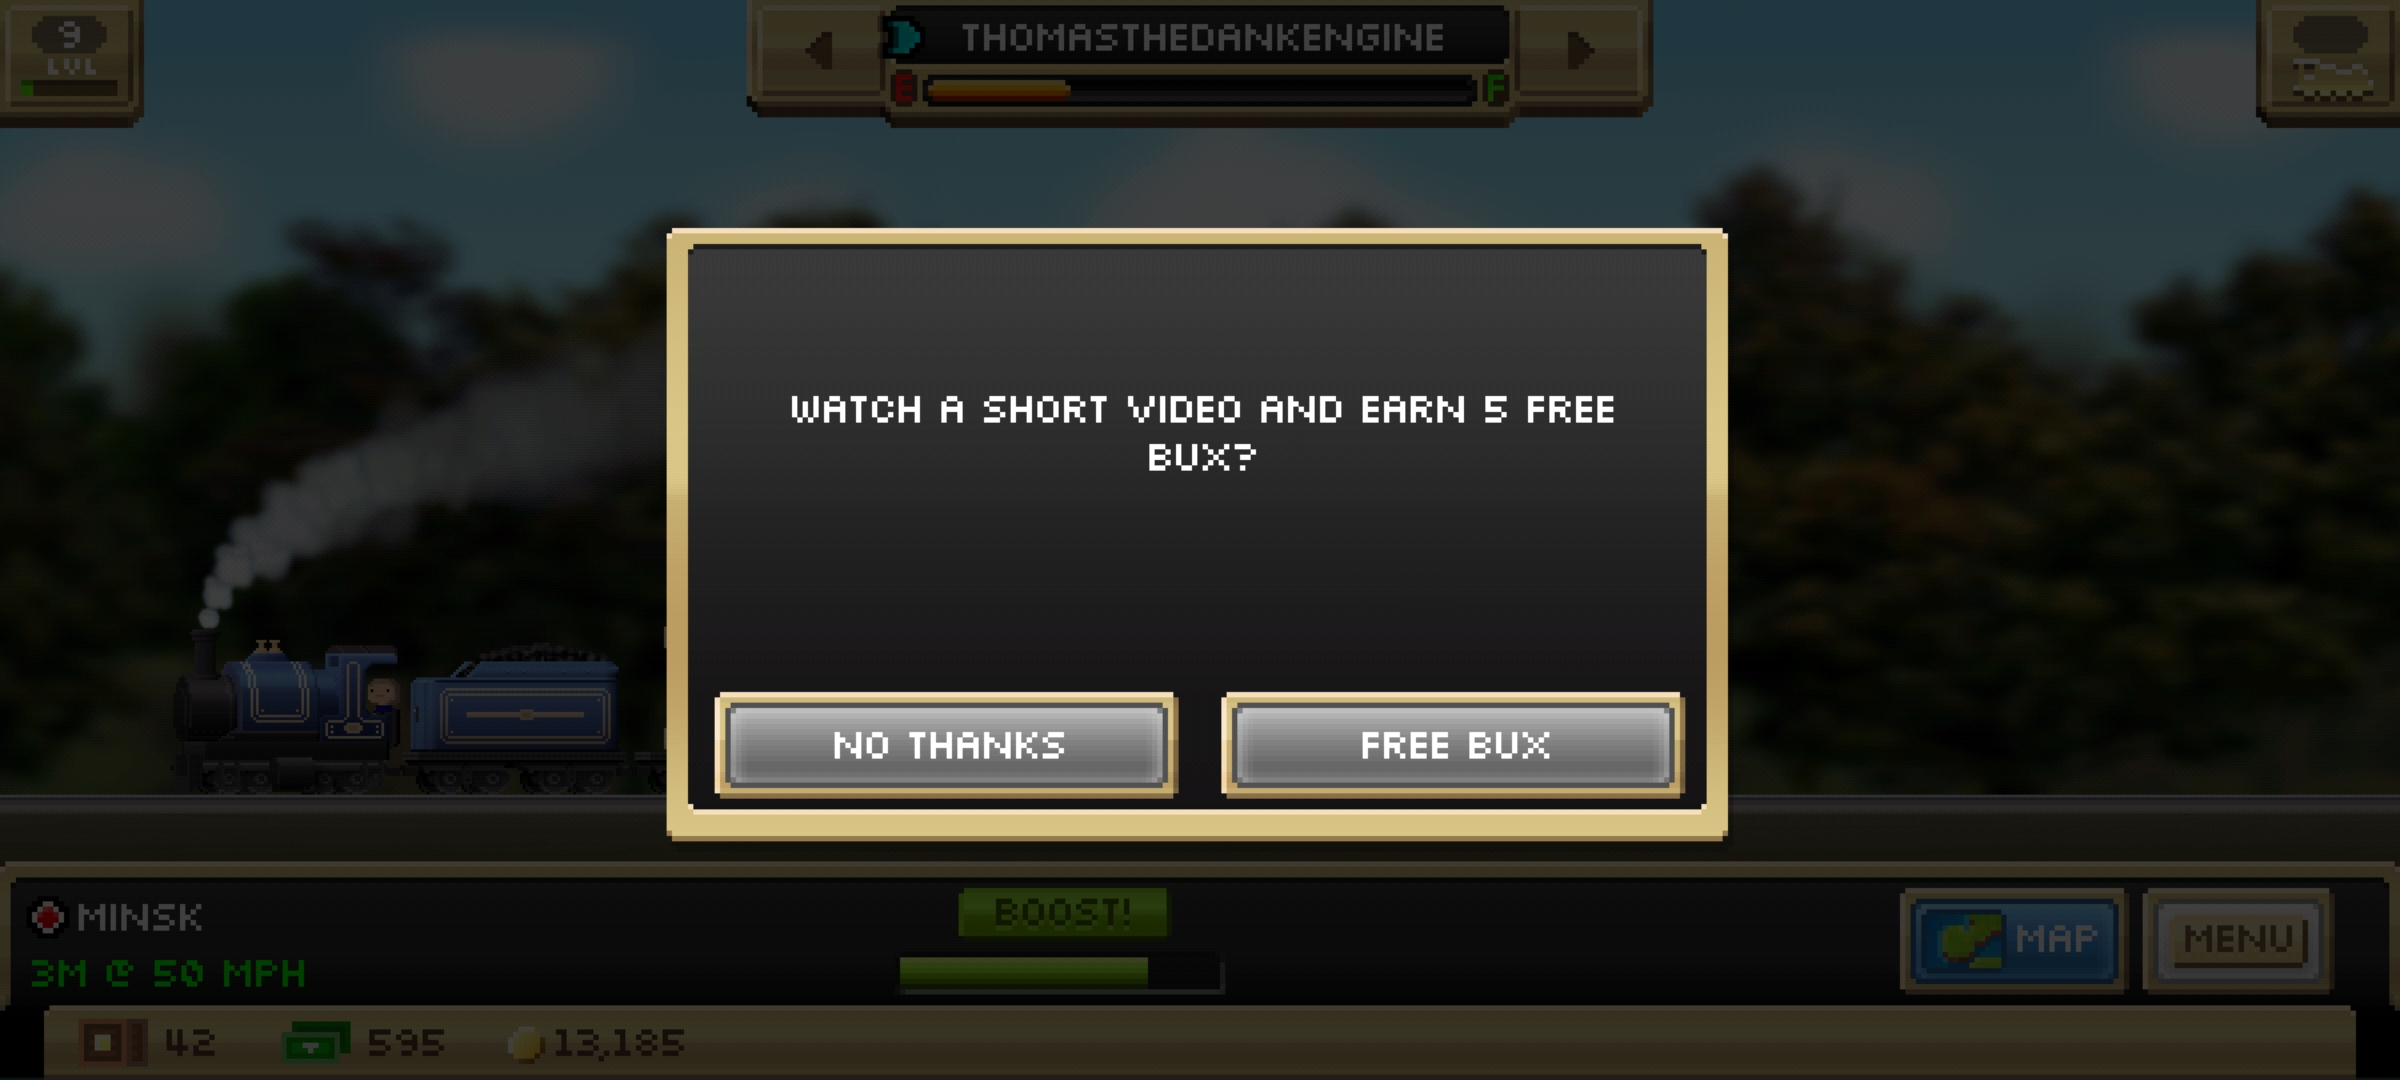 9
LVL
THOMASTHEDANKENGINE
E F
WATCH A SHORT VIDEO AND EARN 5 FREE
BUX?
NO THANKS
FREE BUX
MINSK
3M @ 50 MPH
BOOST!
MAP
MENU
42
595
13,185